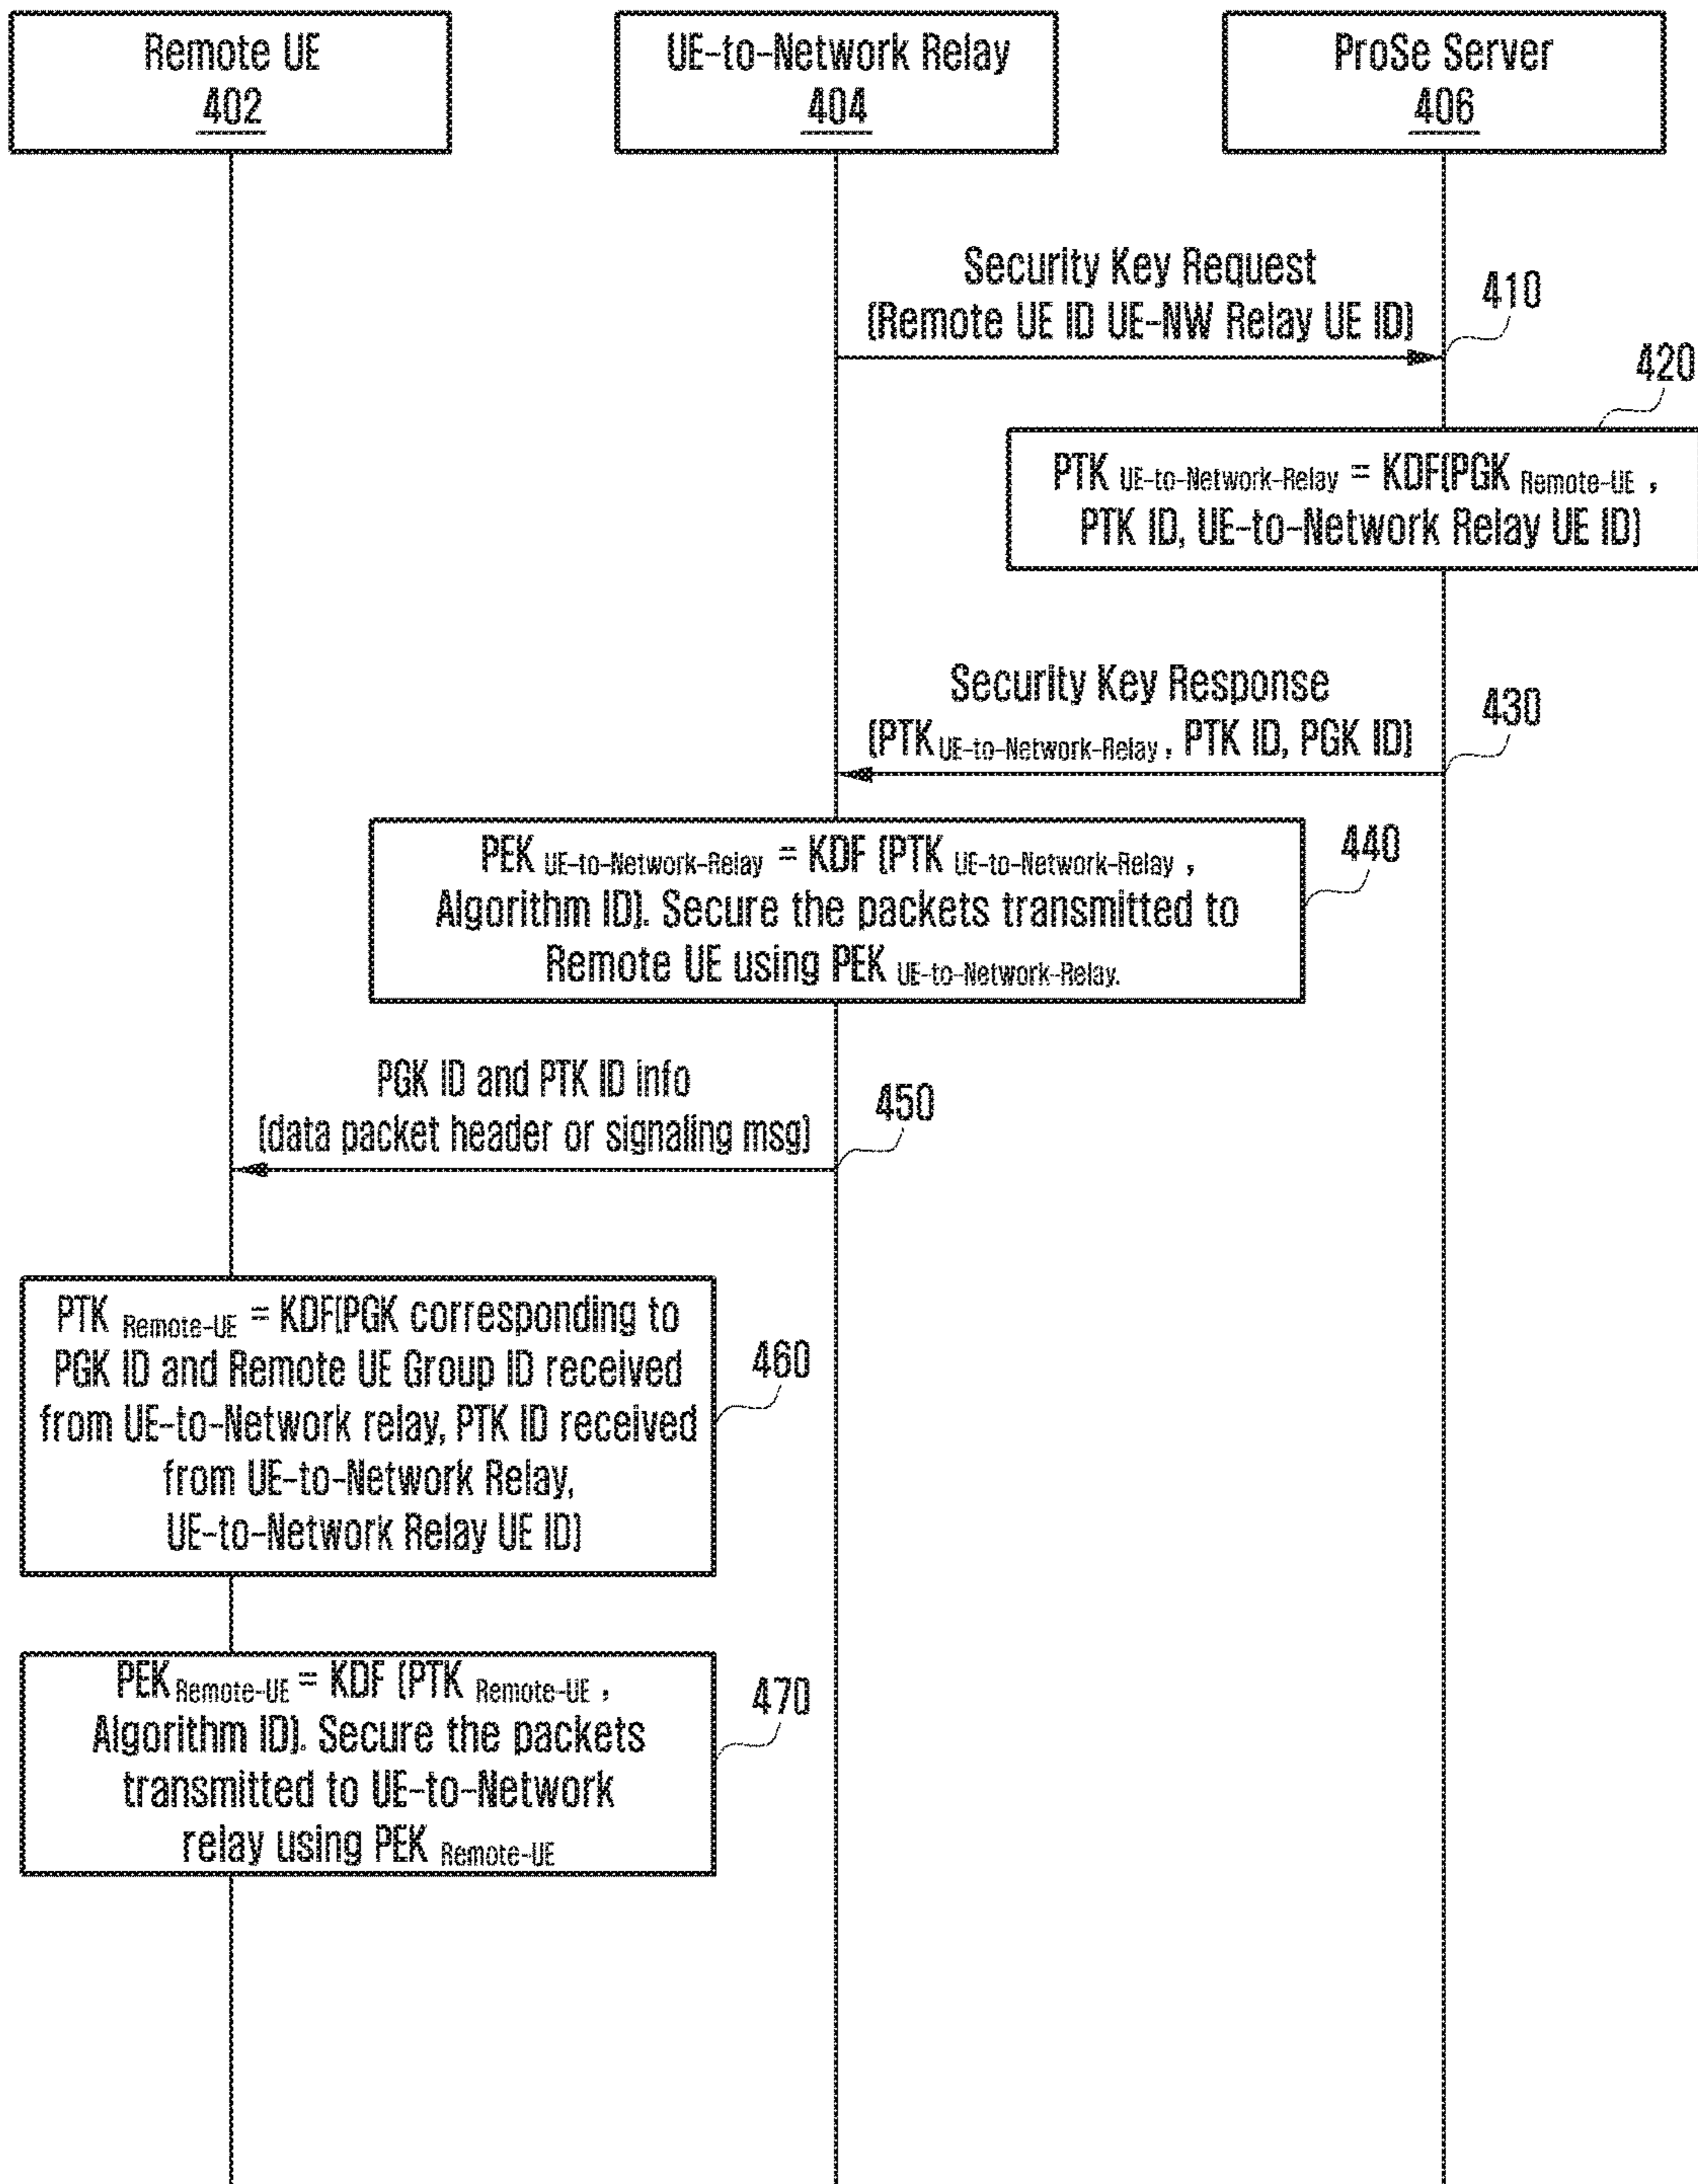 Remote UE
402
UE-to-Network Relay
404
ProSe Server
406
Security Key Request
(Remote UE ID UE-NW Relay UE ID)
410
420
PTK UE-to-Network-Relay = KDF(PGK Remote-UE ,
PTK ID, UE-to-Network Relay UE ID)
Security Key Response
(PTK UE-to-Network-Relay , PTK ID, PGK ID)
430
PEK UE-to-Network-Relay = KDF (PTK UE-to-Network-Relay ,
Algorithm ID). Secure the packets transmitted to
Remote UE using PEK UE-to-Network-Relay.
440
PGK ID and PTK ID info
(data packet header or signaling msg)
450
PTK Remote-UE = KDF(PGK corresponding to
PGK ID and Remote UE Group ID received
from UE-to-Network relay, PTK ID received
from UE-to-Network Relay,
UE-to-Network Relay UE ID)
460
PEK Remote-UE = KDF (PTK Remote-UE ,
Algorithm ID). Secure the packets
transmitted to UE-to-Network
relay using PEK Remote-UE
470